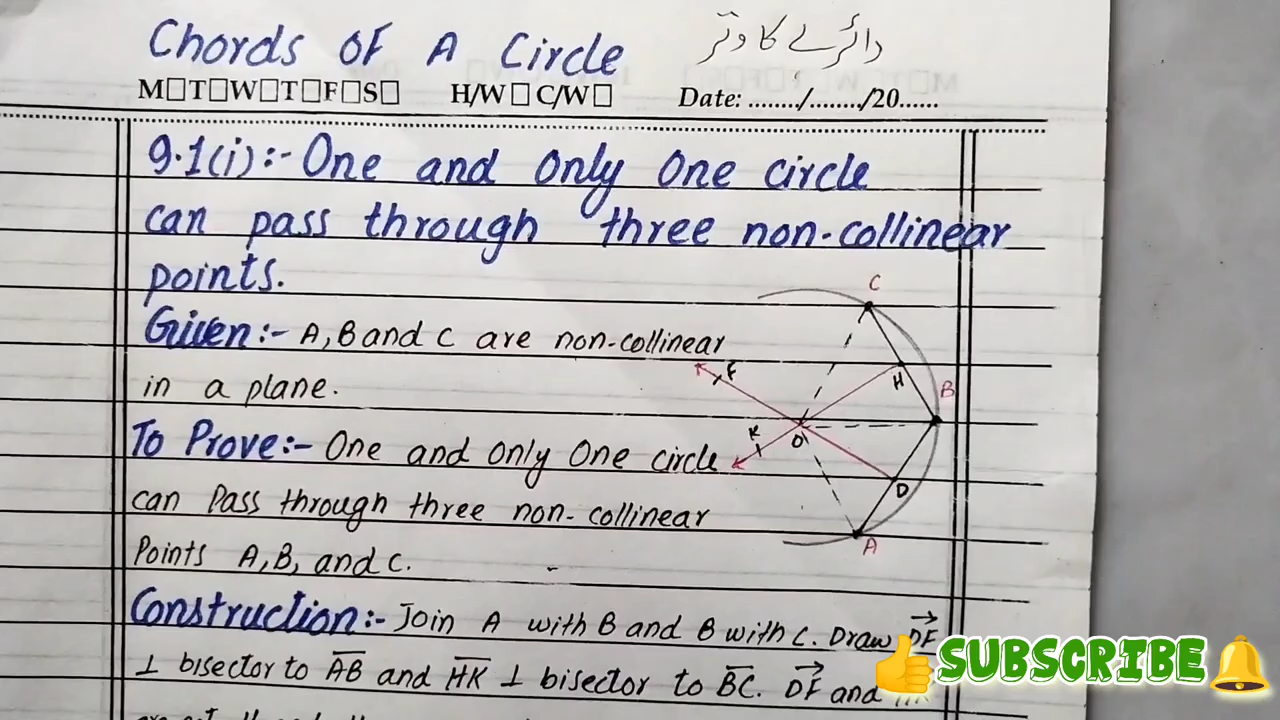 Chords Of A Circle دائرے کا وتر
M□T□W□T□F□S□ H/W□ C/W□ Date: ......../......../20......
9.1(i):- One and Only One circle
can pass through three non-collinear
points.
C
Given:- A, B and C are non-collinear
F
H
in a plane.
B
To Prove:- One and Only One circle
K
O
D
can Pass through three non-collinear
A
Points A, B, and C.
Construction:- Join A with B and B with C. Draw DF
⊥ bisector to AB and HK ⊥ bisector to BC. DF and
SUBSCRIBE